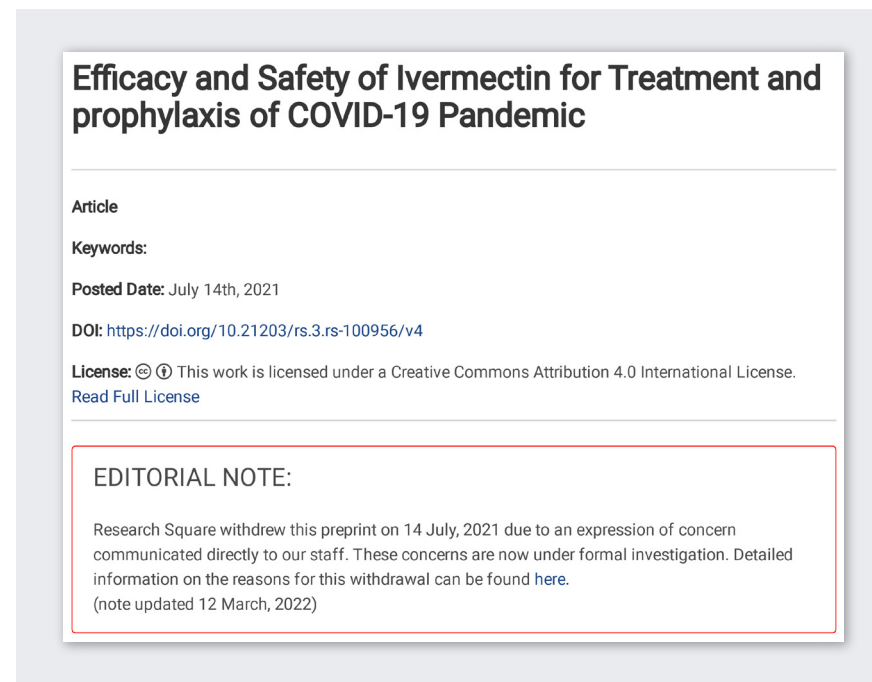 Efficacy and Safety of Ivermectin for Treatment and
prophylaxis of COVID-19 Pandemic
Article
Keywords:
Posted Date: July 14th, 2021
DOI: https://doi.org/10.21203/rs.3.rs-100956/v4
License: This work is licensed under a Creative Commons Attribution 4.0 International License.
Read Full License
EDITORIAL NOTE:
Research Square withdrew this preprint on 14 July, 2021 due to an expression of concern
communicated directly to our staff. These concerns are now under formal investigation. Detailed
information on the reasons for this withdrawal can be found here.
(note updated 12 March, 2022)